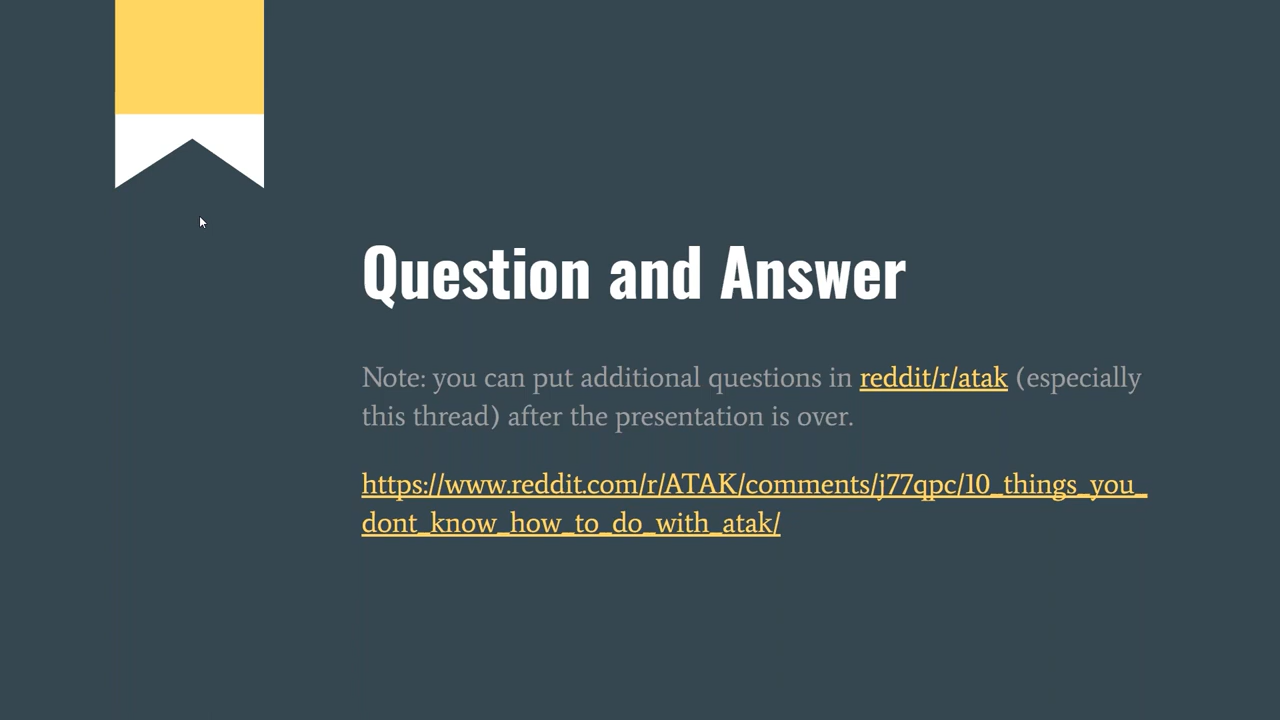 Question and Answer
Note: you can put additional questions in reddit/r/atak (especially
this thread) after the presentation is over.
https://www.reddit.com/r/ATAK/comments/j77qpc/10_things_you_
dont_know_how_to_do_with_atak/